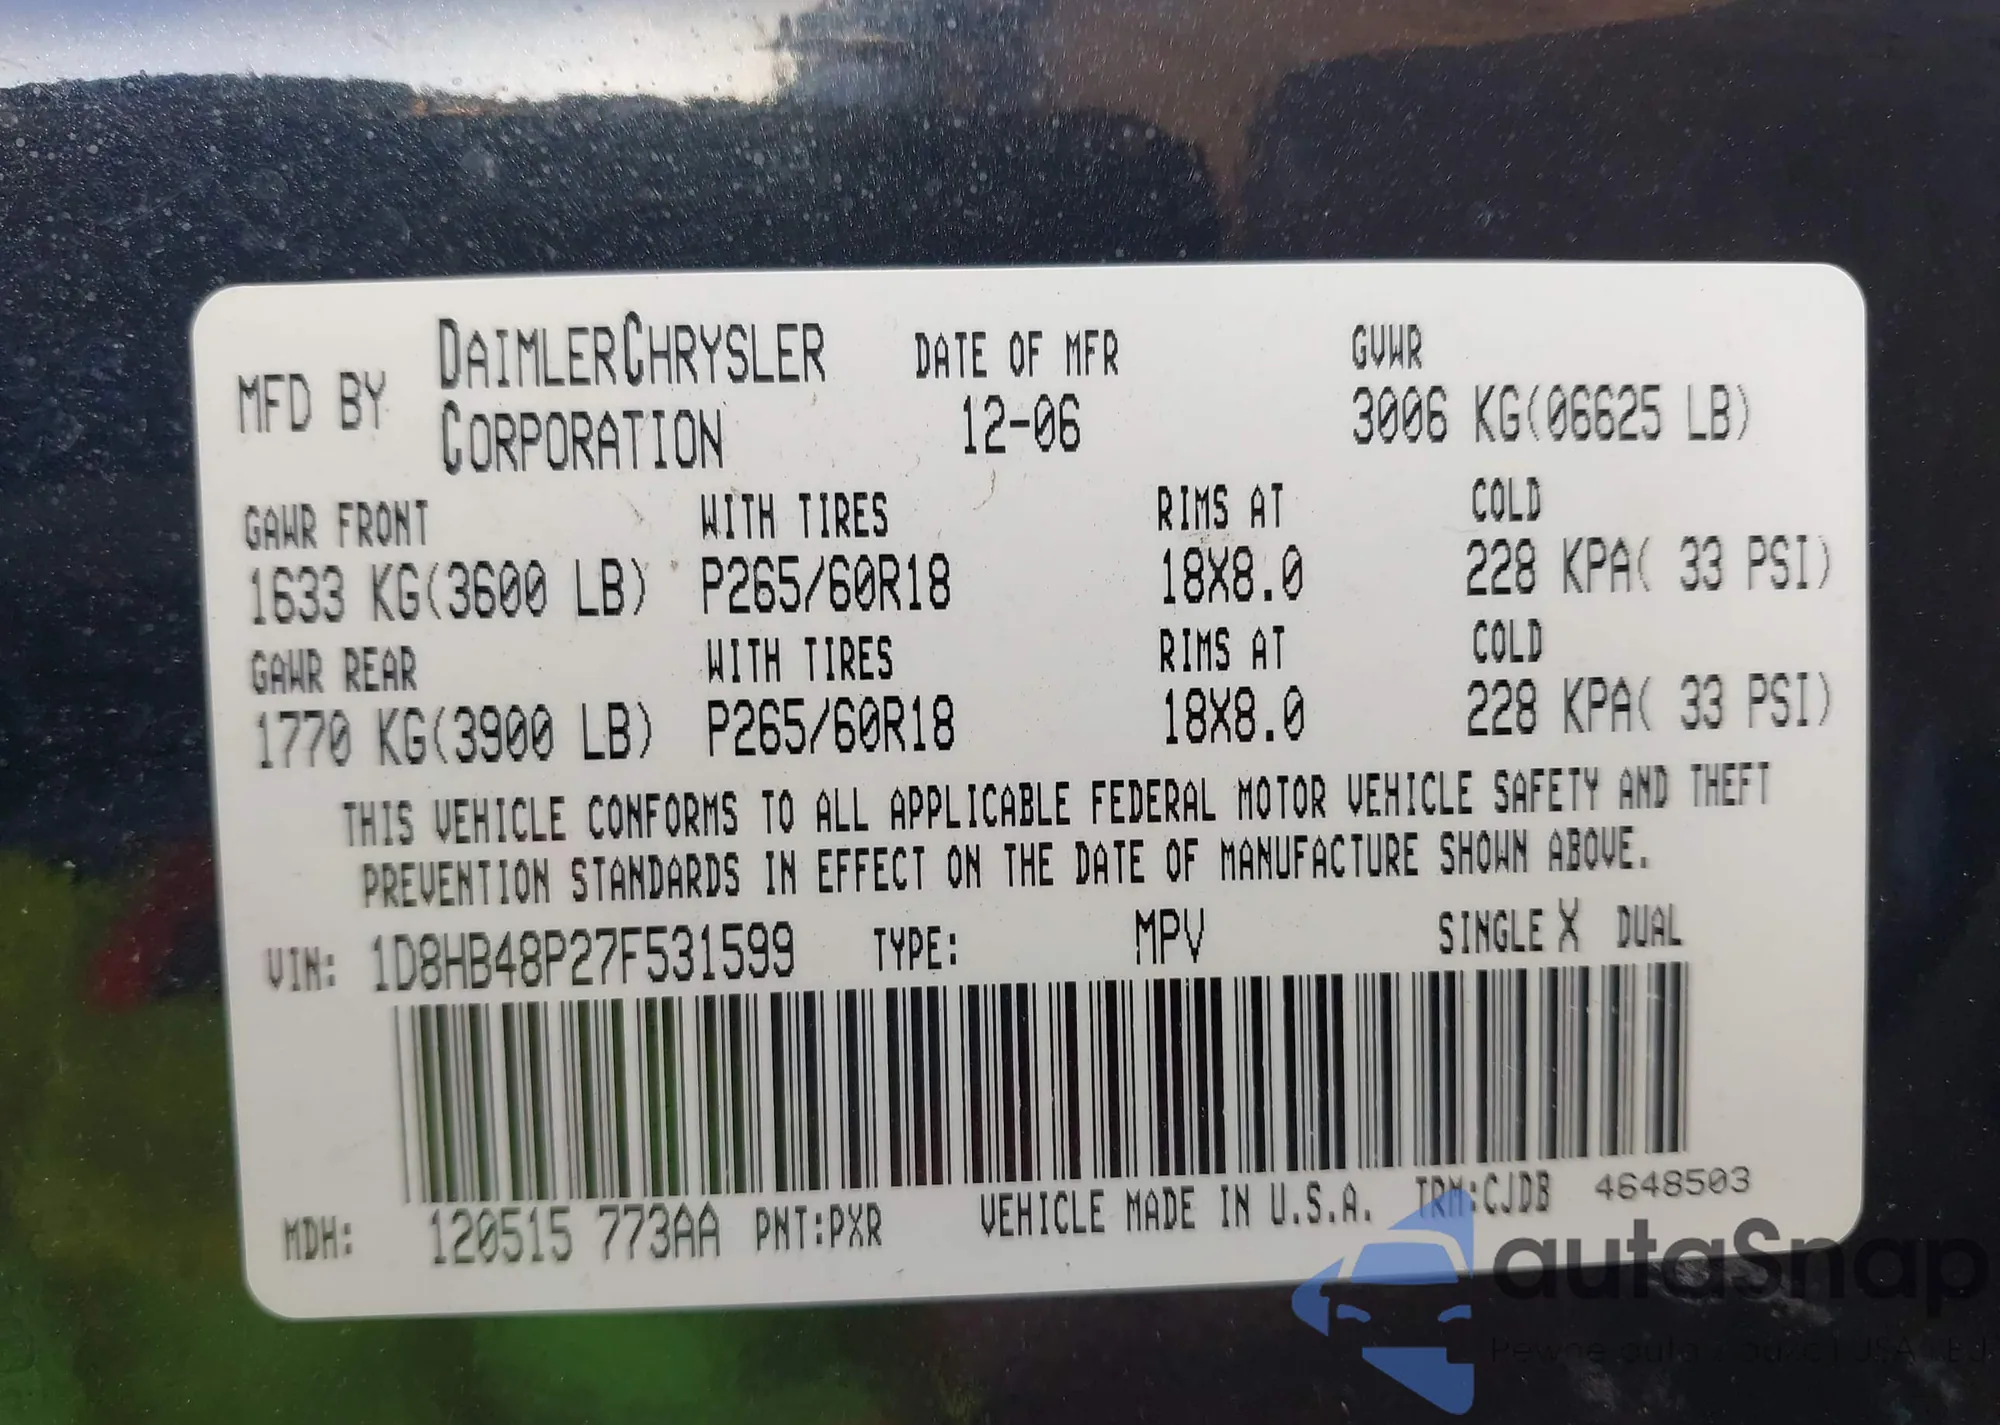 MFD BY DAIMLERCHRYSLER CORPORATION
DATE OF MFR
12-06
GVWR
3006 KG(06625 LB)
GAWR FRONT WITH TIRES RIMS AT COLD
1633 KG(3600 LB) P265/60R18 18X8.0 228 KPA( 33 PSI)
GAWR REAR WITH TIRES RIMS AT COLD
1770 KG(3900 LB) P265/60R18 18X8.0 228 KPA( 33 PSI)
THIS VEHICLE CONFORMS TO ALL APPLICABLE FEDERAL MOTOR VEHICLE SAFETY AND THEFT
PREVENTION STANDARDS IN EFFECT ON THE DATE OF MANUFACTURE SHOWN ABOVE.
VIN: 1D8HB48P27F531599 TYPE: MPV SINGLE X DUAL
MDH: 120515 773AA PNT:PXR VEHICLE MADE IN U.S.A. TRM:CJDB 4648503
autaSnap
Pewne auta z